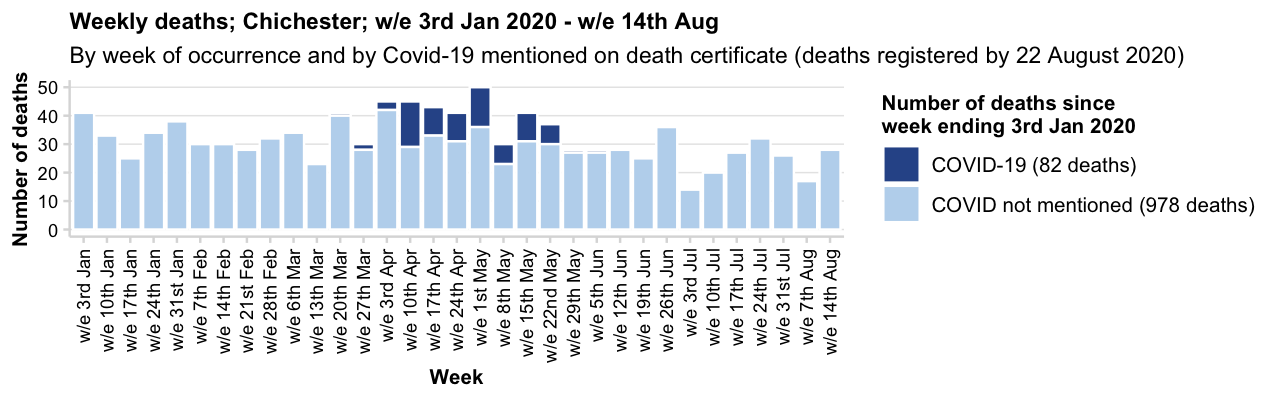 Weekly deaths; Chichester; w/e 3rd Jan 2020 - w/e 14th Aug
By week of occurrence and by Covid-19 mentioned on death certificate (deaths registered by 22 August 2020)
Number of deaths
50
40
30
20
10
0
w/e 3rd Jan
w/e 10th Jan
w/e 17th Jan
w/e 24th Jan
w/e 31st Jan
w/e 7th Feb
w/e 14th Feb
w/e 21st Feb
w/e 28th Feb
w/e 6th Mar
w/e 13th Mar
w/e 20th Mar
w/e 27th Mar
w/e 3rd Apr
w/e 10th Apr
w/e 17th Apr
w/e 24th Apr
w/e 1st May
w/e 8th May
w/e 15th May
w/e 22nd May
w/e 29th May
w/e 5th Jun
w/e 12th Jun
w/e 19th Jun
w/e 26th Jun
w/e 3rd Jul
w/e 10th Jul
w/e 17th Jul
w/e 24th Jul
w/e 31st Jul
w/e 7th Aug
w/e 14th Aug
Week
Number of deaths since
week ending 3rd Jan 2020
COVID-19 (82 deaths)
COVID not mentioned (978 deaths)